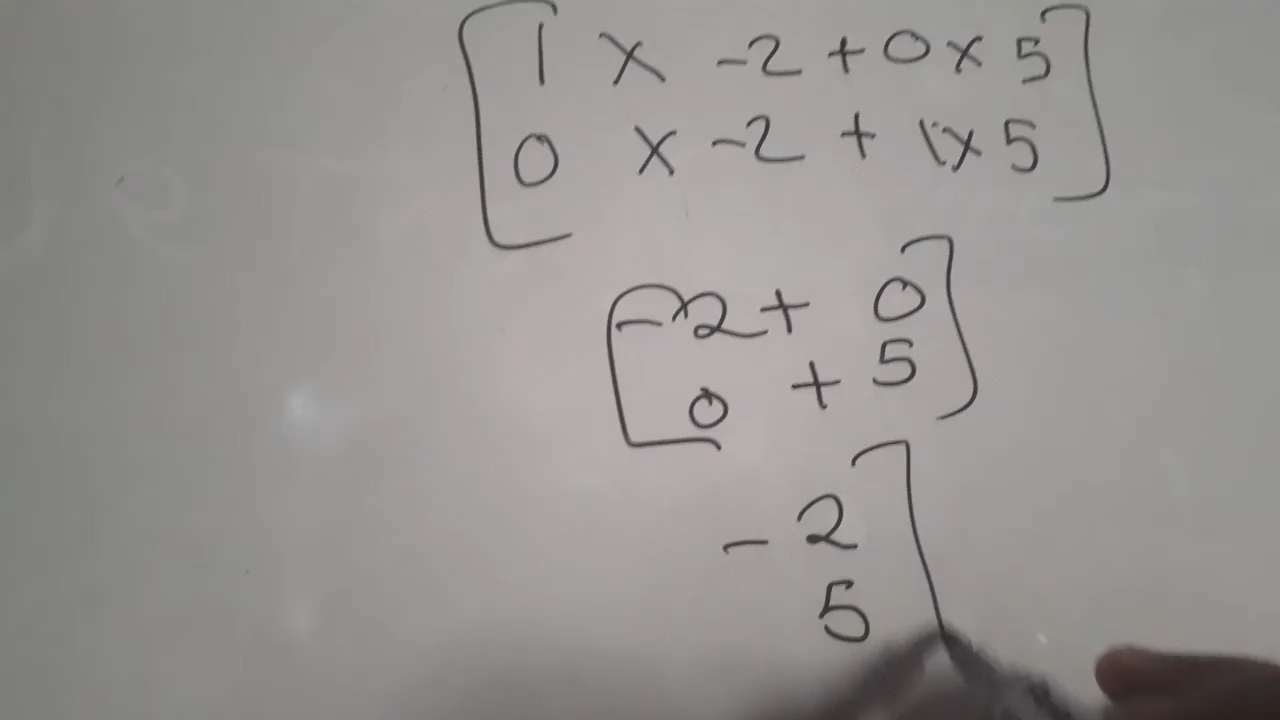 [1 x -2 + 0 x 5]
[0 x -2 + 1 x 5]
[-2 + 0]
[0 + 5]
-2]
5]